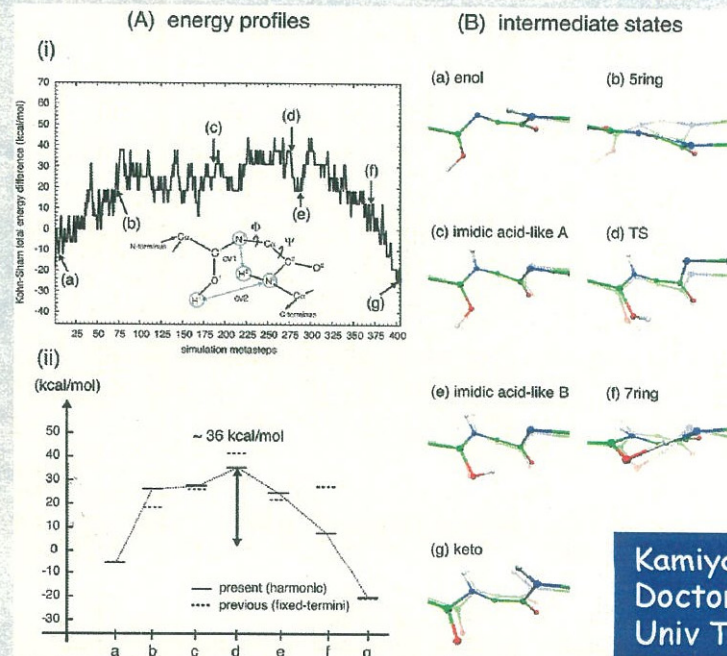 (A) energy profiles
(i)
Kohn-Sham total energy difference (kcal/mol)
70
60
50
40
30
20
10
0
-10
-20
-30
-40
(a)
(b)
(c)
(d)
(e)
(f)
(g)
N-terminus
Cα
N
Φ
Cα
Ψ
C
cv1
C
O
H
N
O
H
cv2
Cα
C-terminus
25 50 75 100 125 150 175 200 225 250 275 300 325 350 375 400
simulation metasteps
(ii)
(kcal/mol)
50
40
30
20
10
0
-10
-20
-30
~ 36 kcal/mol
present (harmonic)
previous (fixed-termini)
a b c d e f g
(B) intermediate states
(a) enol
(b) 5ring
(c) imidic acid-like A
(d) TS
(e) imidic acid-like B
(f) 7ring
(g) keto
Doctor
Univ T